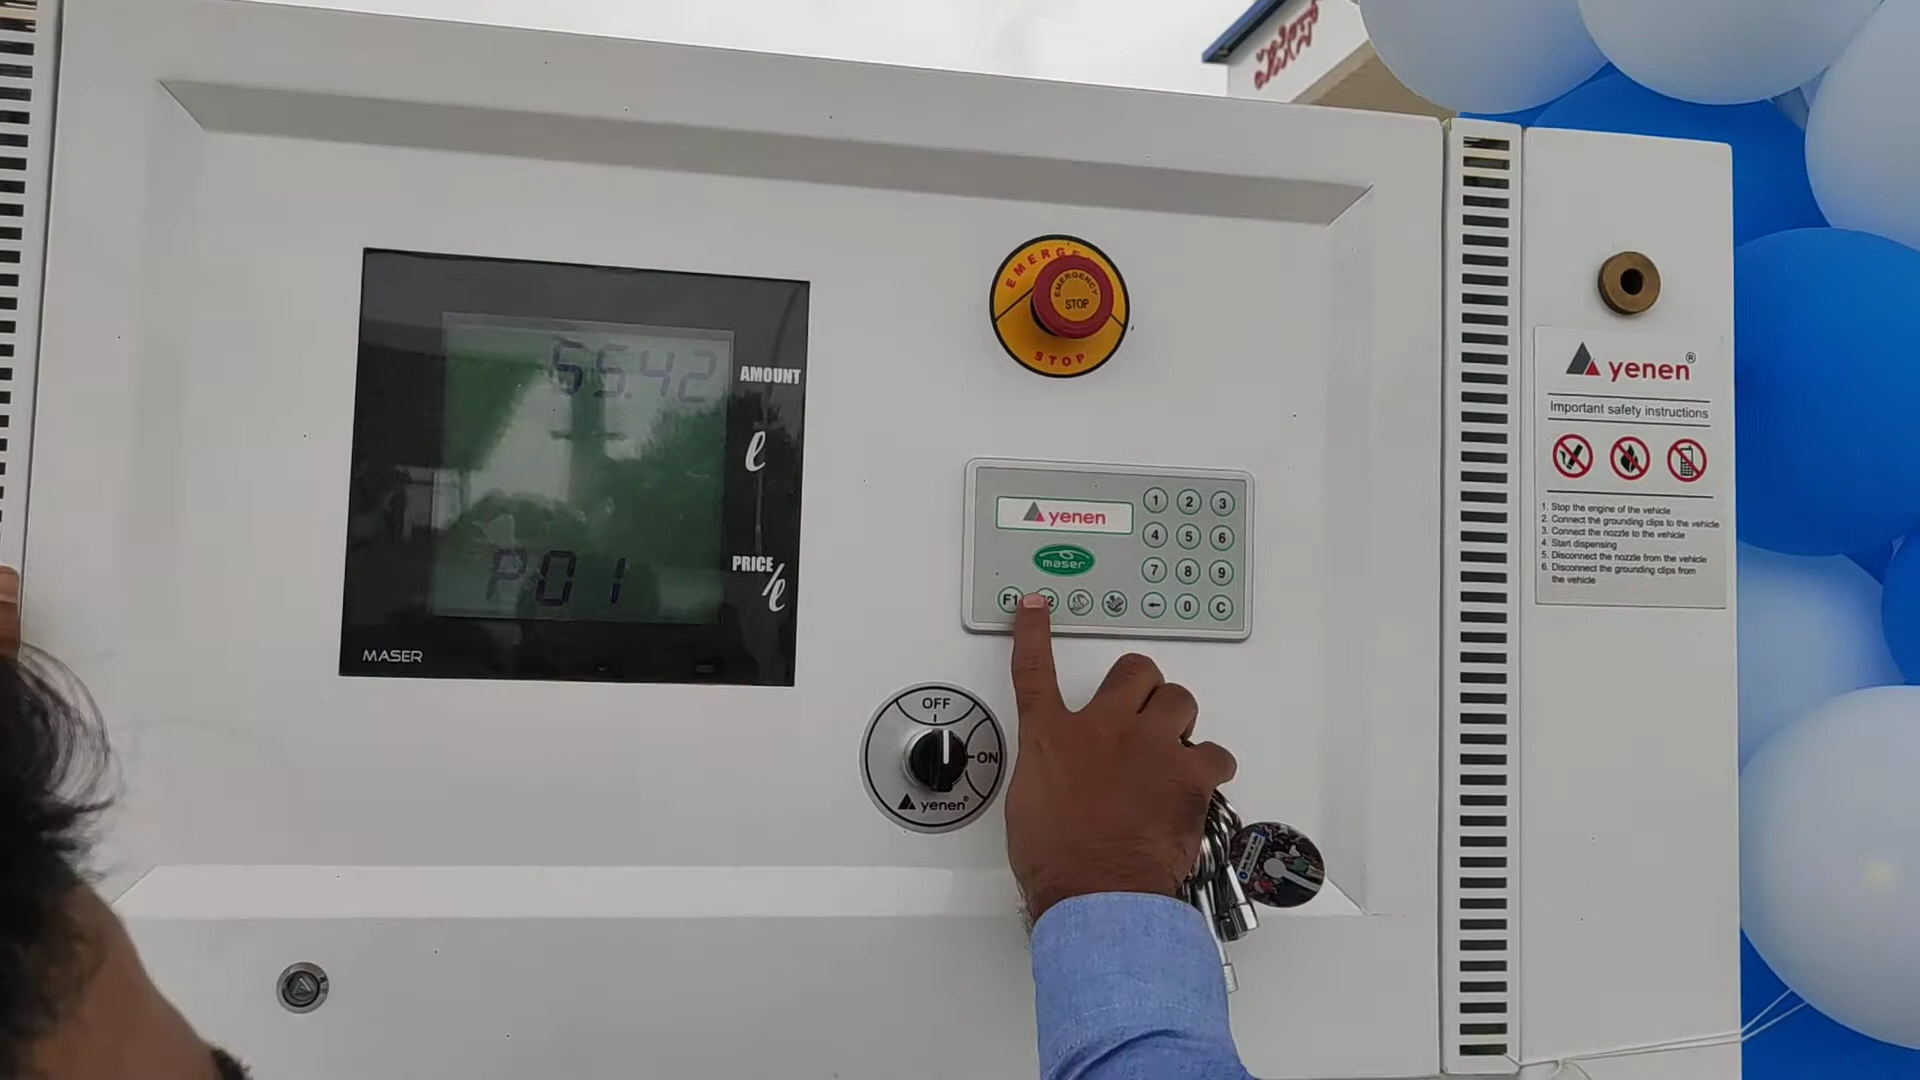 55.42
AMOUNT
ℓ
P01
PRICE/ℓ
MASER
EMERGENCY
STOP
STOP
yenen
maser
1 2 3
4 5 6
7 8 9
F1 F2 ← 0 C
OFF
ON
yenen
yenen®
Important safety instructions
1. Stop the engine of the vehicle
2. Connect the grounding clips to the vehicle
3. Connect the nozzle to the vehicle
4. Start dispensing
5. Disconnect the nozzle from the vehicle
6. Disconnect the grounding clips from
the vehicle